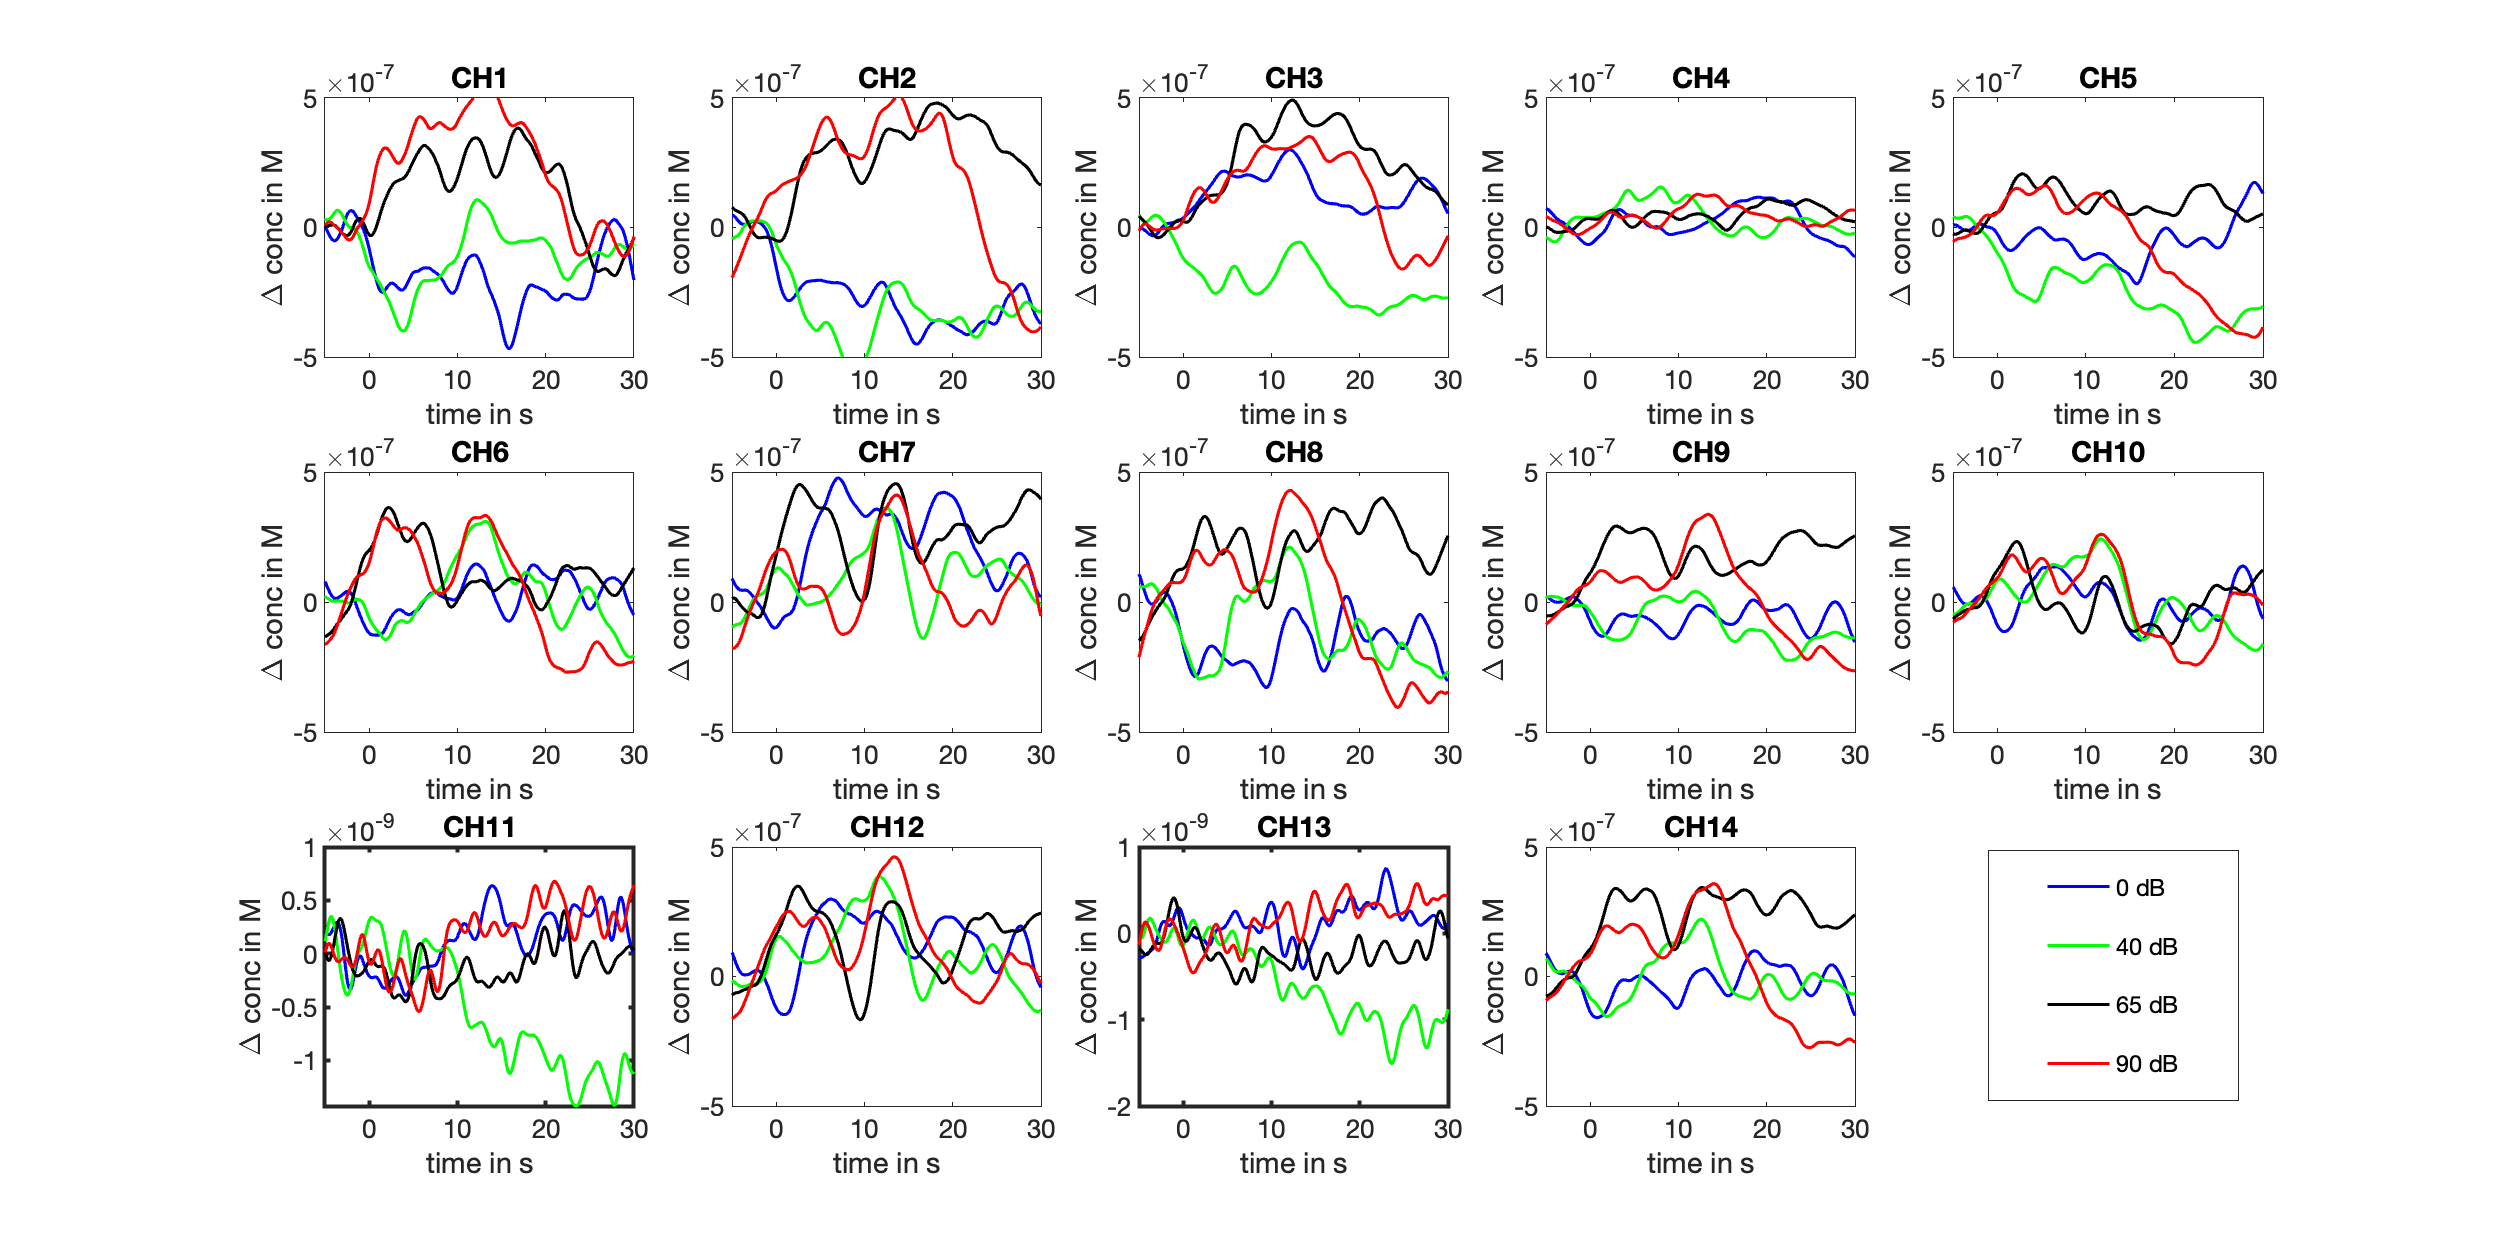 ×10-7 CH1
5
0
-5
Δ conc in M
0 10 20 30
time in s
×10-7 CH2
5
0
-5
Δ conc in M
0 10 20 30
time in s
×10-7 CH3
5
0
-5
Δ conc in M
0 10 20 30
time in s
×10-7 CH4
5
0
-5
Δ conc in M
0 10 20 30
time in s
×10-7 CH5
5
0
-5
Δ conc in M
0 10 20 30
time in s
×10-7 CH6
5
0
-5
Δ conc in M
0 10 20 30
time in s
×10-7 CH7
5
0
-5
Δ conc in M
0 10 20 30
time in s
×10-7 CH8
5
0
-5
Δ conc in M
0 10 20 30
time in s
×10-7 CH9
5
0
-5
Δ conc in M
0 10 20 30
time in s
×10-7 CH10
5
0
-5
Δ conc in M
0 10 20 30
time in s
×10-9 CH11
1
0.5
0
-0.5
-1
Δ conc in M
0 10 20 30
time in s
×10-7 CH12
5
0
-5
Δ conc in M
0 10 20 30
time in s
×10-9 CH13
1
0
-1
-2
Δ conc in M
0 10 20 30
time in s
×10-7 CH14
5
0
-5
Δ conc in M
0 10 20 30
time in s
0 dB
40 dB
65 dB
90 dB